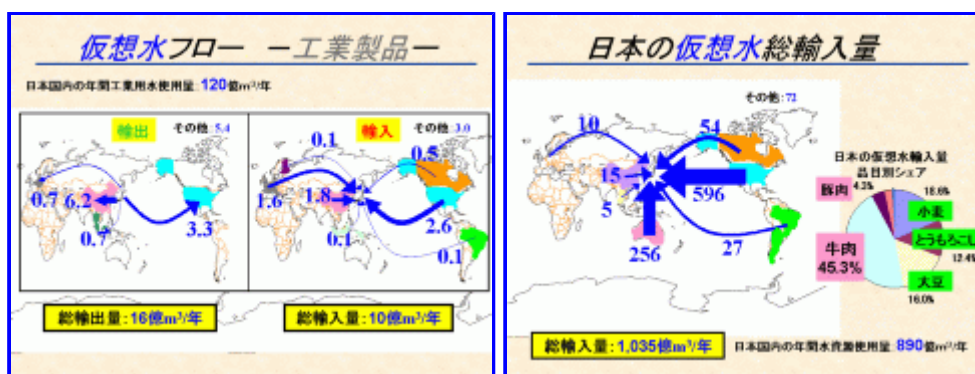 仮想水フロー －工業製品－
日本国内の年間工業用水使用量:120億m³/年
輸出
その他:5.4
0.7
6.2
0.7
3.3
輸入
その他:3.0
0.1
0.5
1.6
1.8
2.6
0.1
0.1
総輸出量:16億m³/年
総輸入量:10億m³/年
日本の仮想水総輸入量
その他:72
10
54
15
5
596
256
27
日本の仮想水輸入量
品目別シェア
豚肉
4.3%
18.6%
小麦
とうもろこし
12.4%
牛肉
45.3%
大豆
16.0%
総輸入量:1,035億m³/年
日本国内の年間水資源使用量:890億m³/年